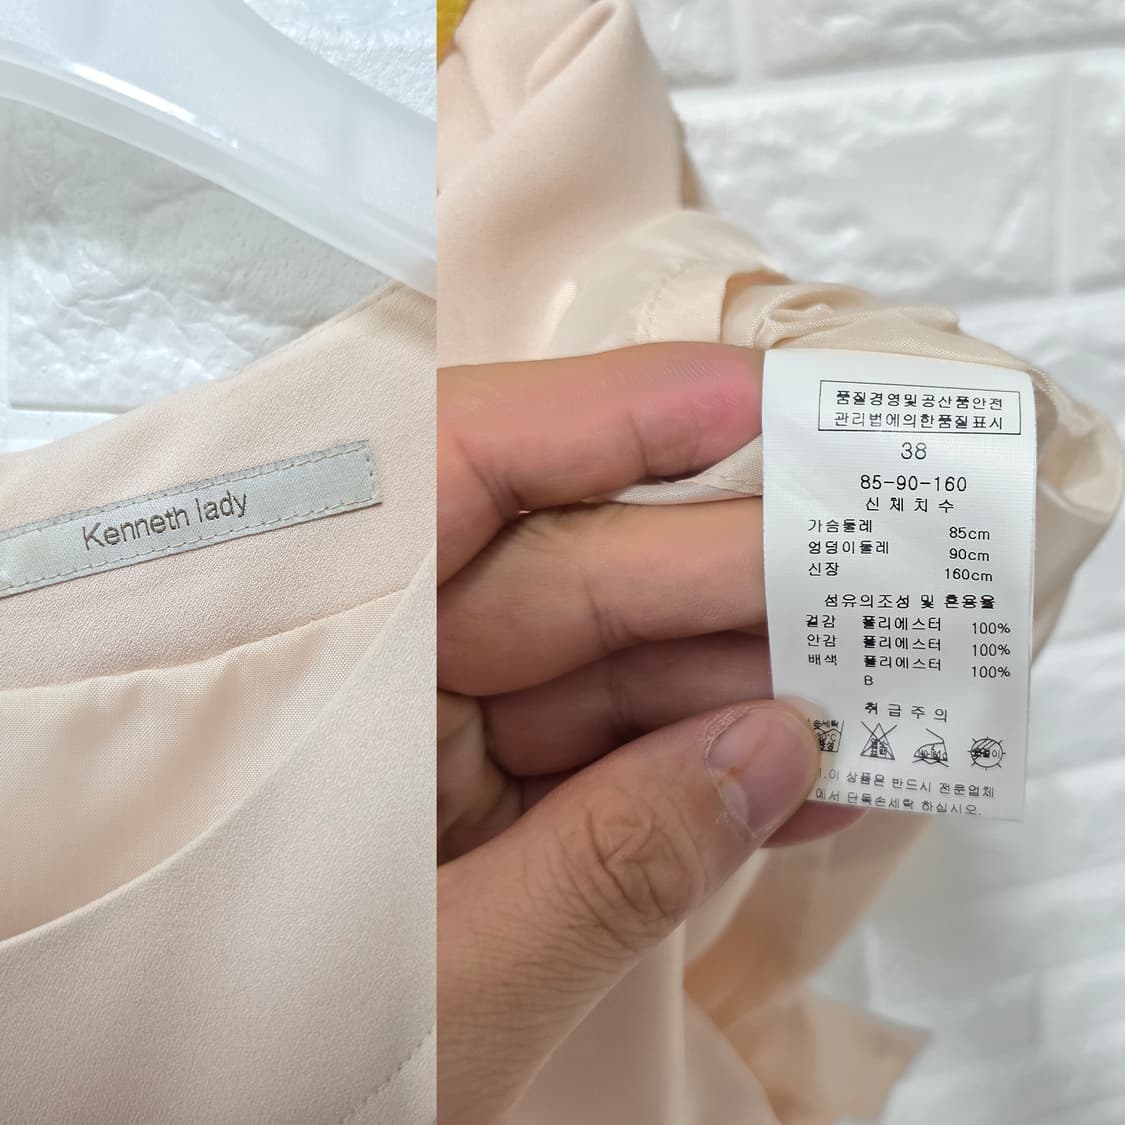 Kenneth lady
품질경영및공산품안전
관리법에의한품질표시
38
85-90-160
신체치수
가슴둘레 85cm
엉덩이둘레 90cm
신장 160cm
섬유의조성 및 혼용율
겉감 폴리에스터 100%
안감 폴리에스터 100%
배색 폴리에스터 100%
B
취급주의
손세탁
1.이 상품은 반드시 전문업체
에서 단독손세탁 하십시오.